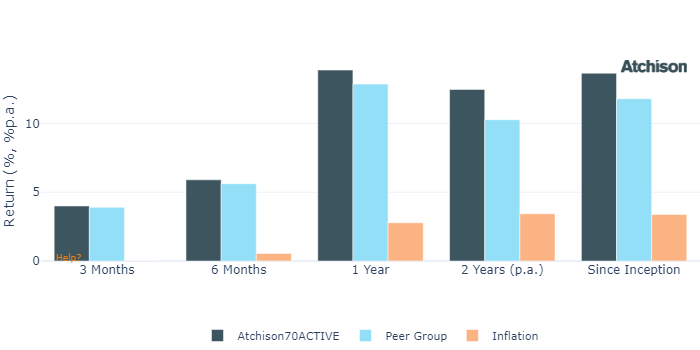 Atchison
Return (%, %p.a.)
10
5
0
Help?
3 Months
6 Months
1 Year
2 Years (p.a.)
Since Inception
Atchison70ACTIVE
Peer Group
Inflation